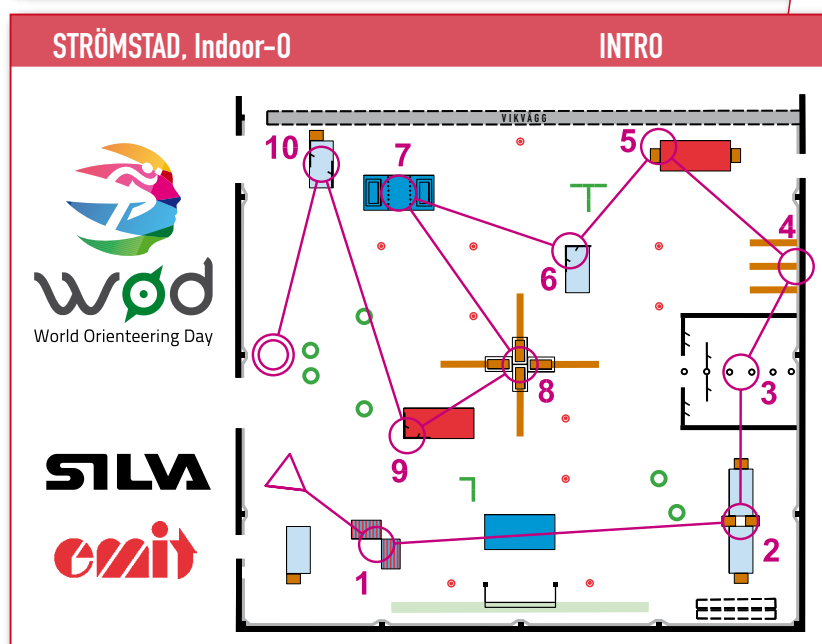 STRÖMSTAD, Indoor-O
INTRO
VIKVÄGG
10
7
5
4
6
3
8
9
2
1
wod
World Orienteering Day
SILVA
emit